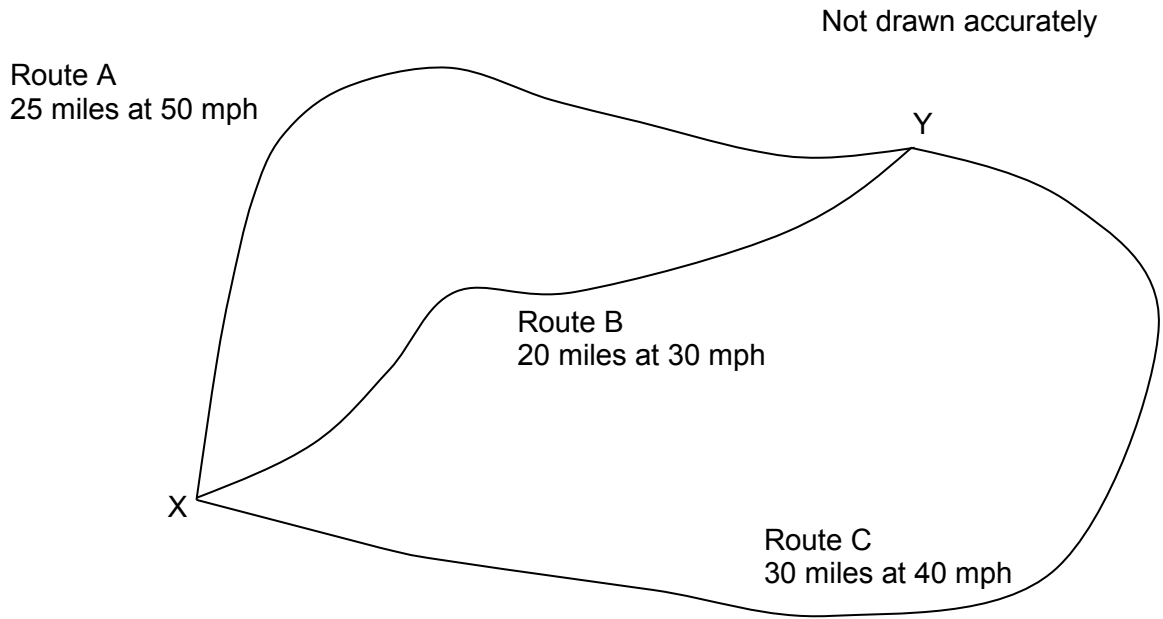 Not drawn accurately
Route A
25 miles at 50 mph
Y
Route B
20 miles at 30 mph
X
Route C
30 miles at 40 mph